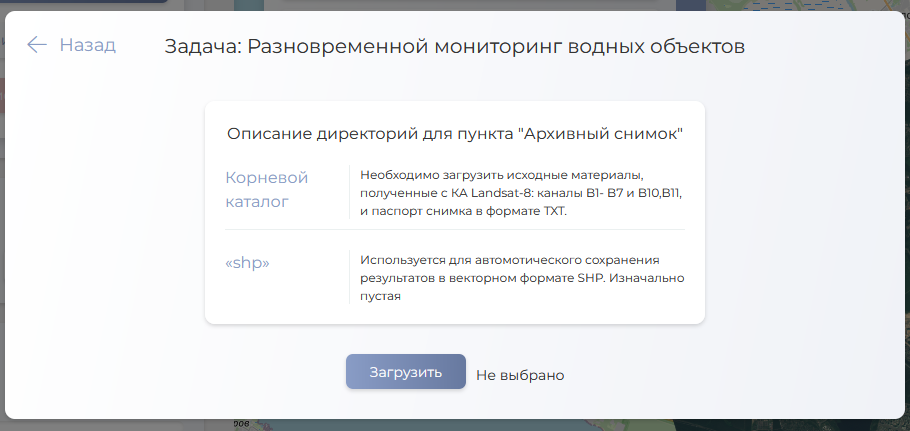 Назад
Задача: Разновременной мониторинг водных объектов
Описание директорий для пункта "Архивный снимок"
Корневой
каталог
Необходимо загрузить исходные материалы,
полученные с КА Landsat-8: каналы B1- B7 и B10,B11,
и паспорт снимка в формате TXT.
«shp»
Используется для автомотического сохранения
результатов в векторном формате SHP. Изначально
пустая
Загрузить
Не выбрано